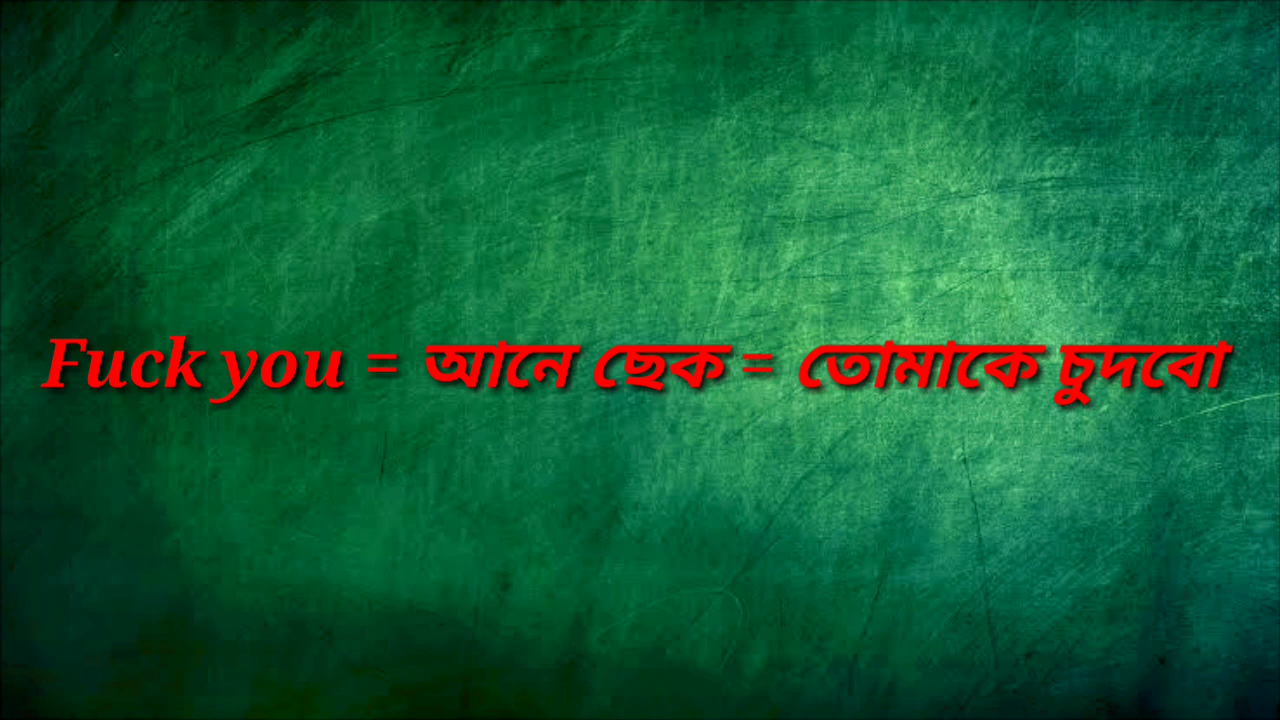 Fuck you = আনে ছেক = তোমাকে চুদবো